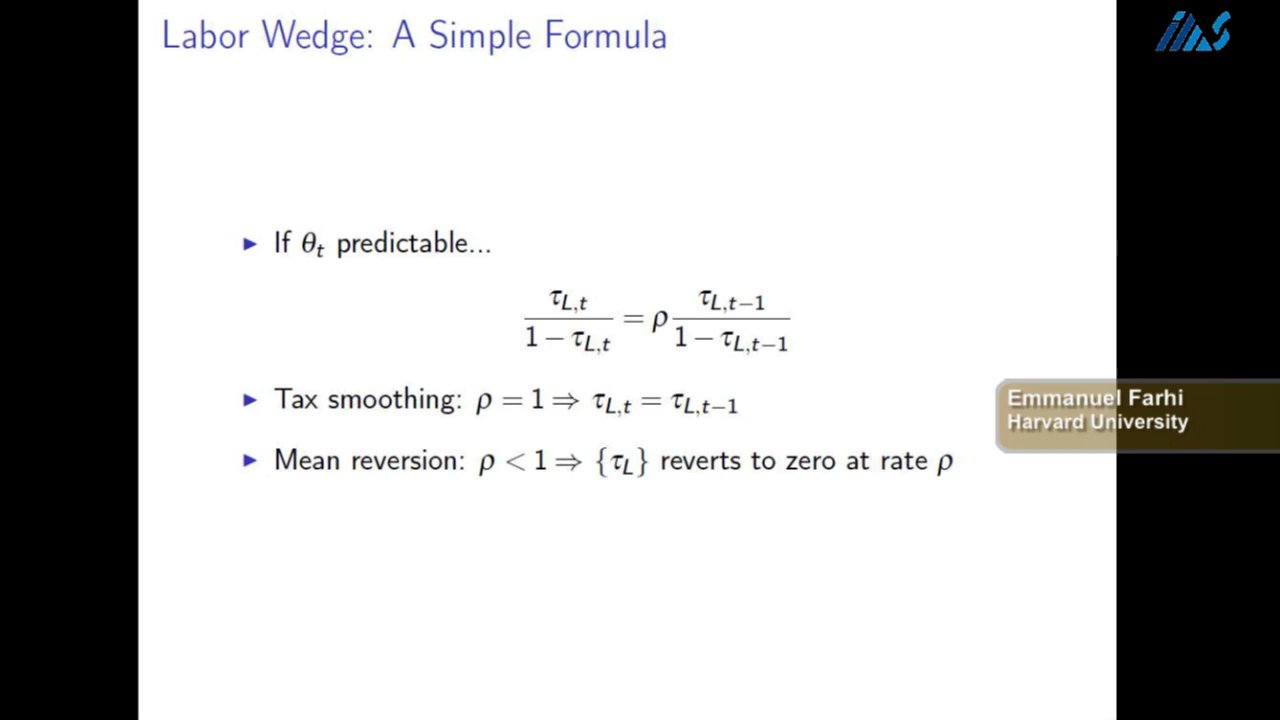 Labor Wedge: A Simple Formula
iiAS
▶ If θ_t predictable...
τ_{L,t} / (1 − τ_{L,t}) = ρ τ_{L,t−1} / (1 − τ_{L,t−1})
▶ Tax smoothing: ρ = 1 ⇒ τ_{L,t} = τ_{L,t−1}
Emmanuel Farhi
Harvard University
▶ Mean reversion: ρ < 1 ⇒ {τ_L} reverts to zero at rate ρ